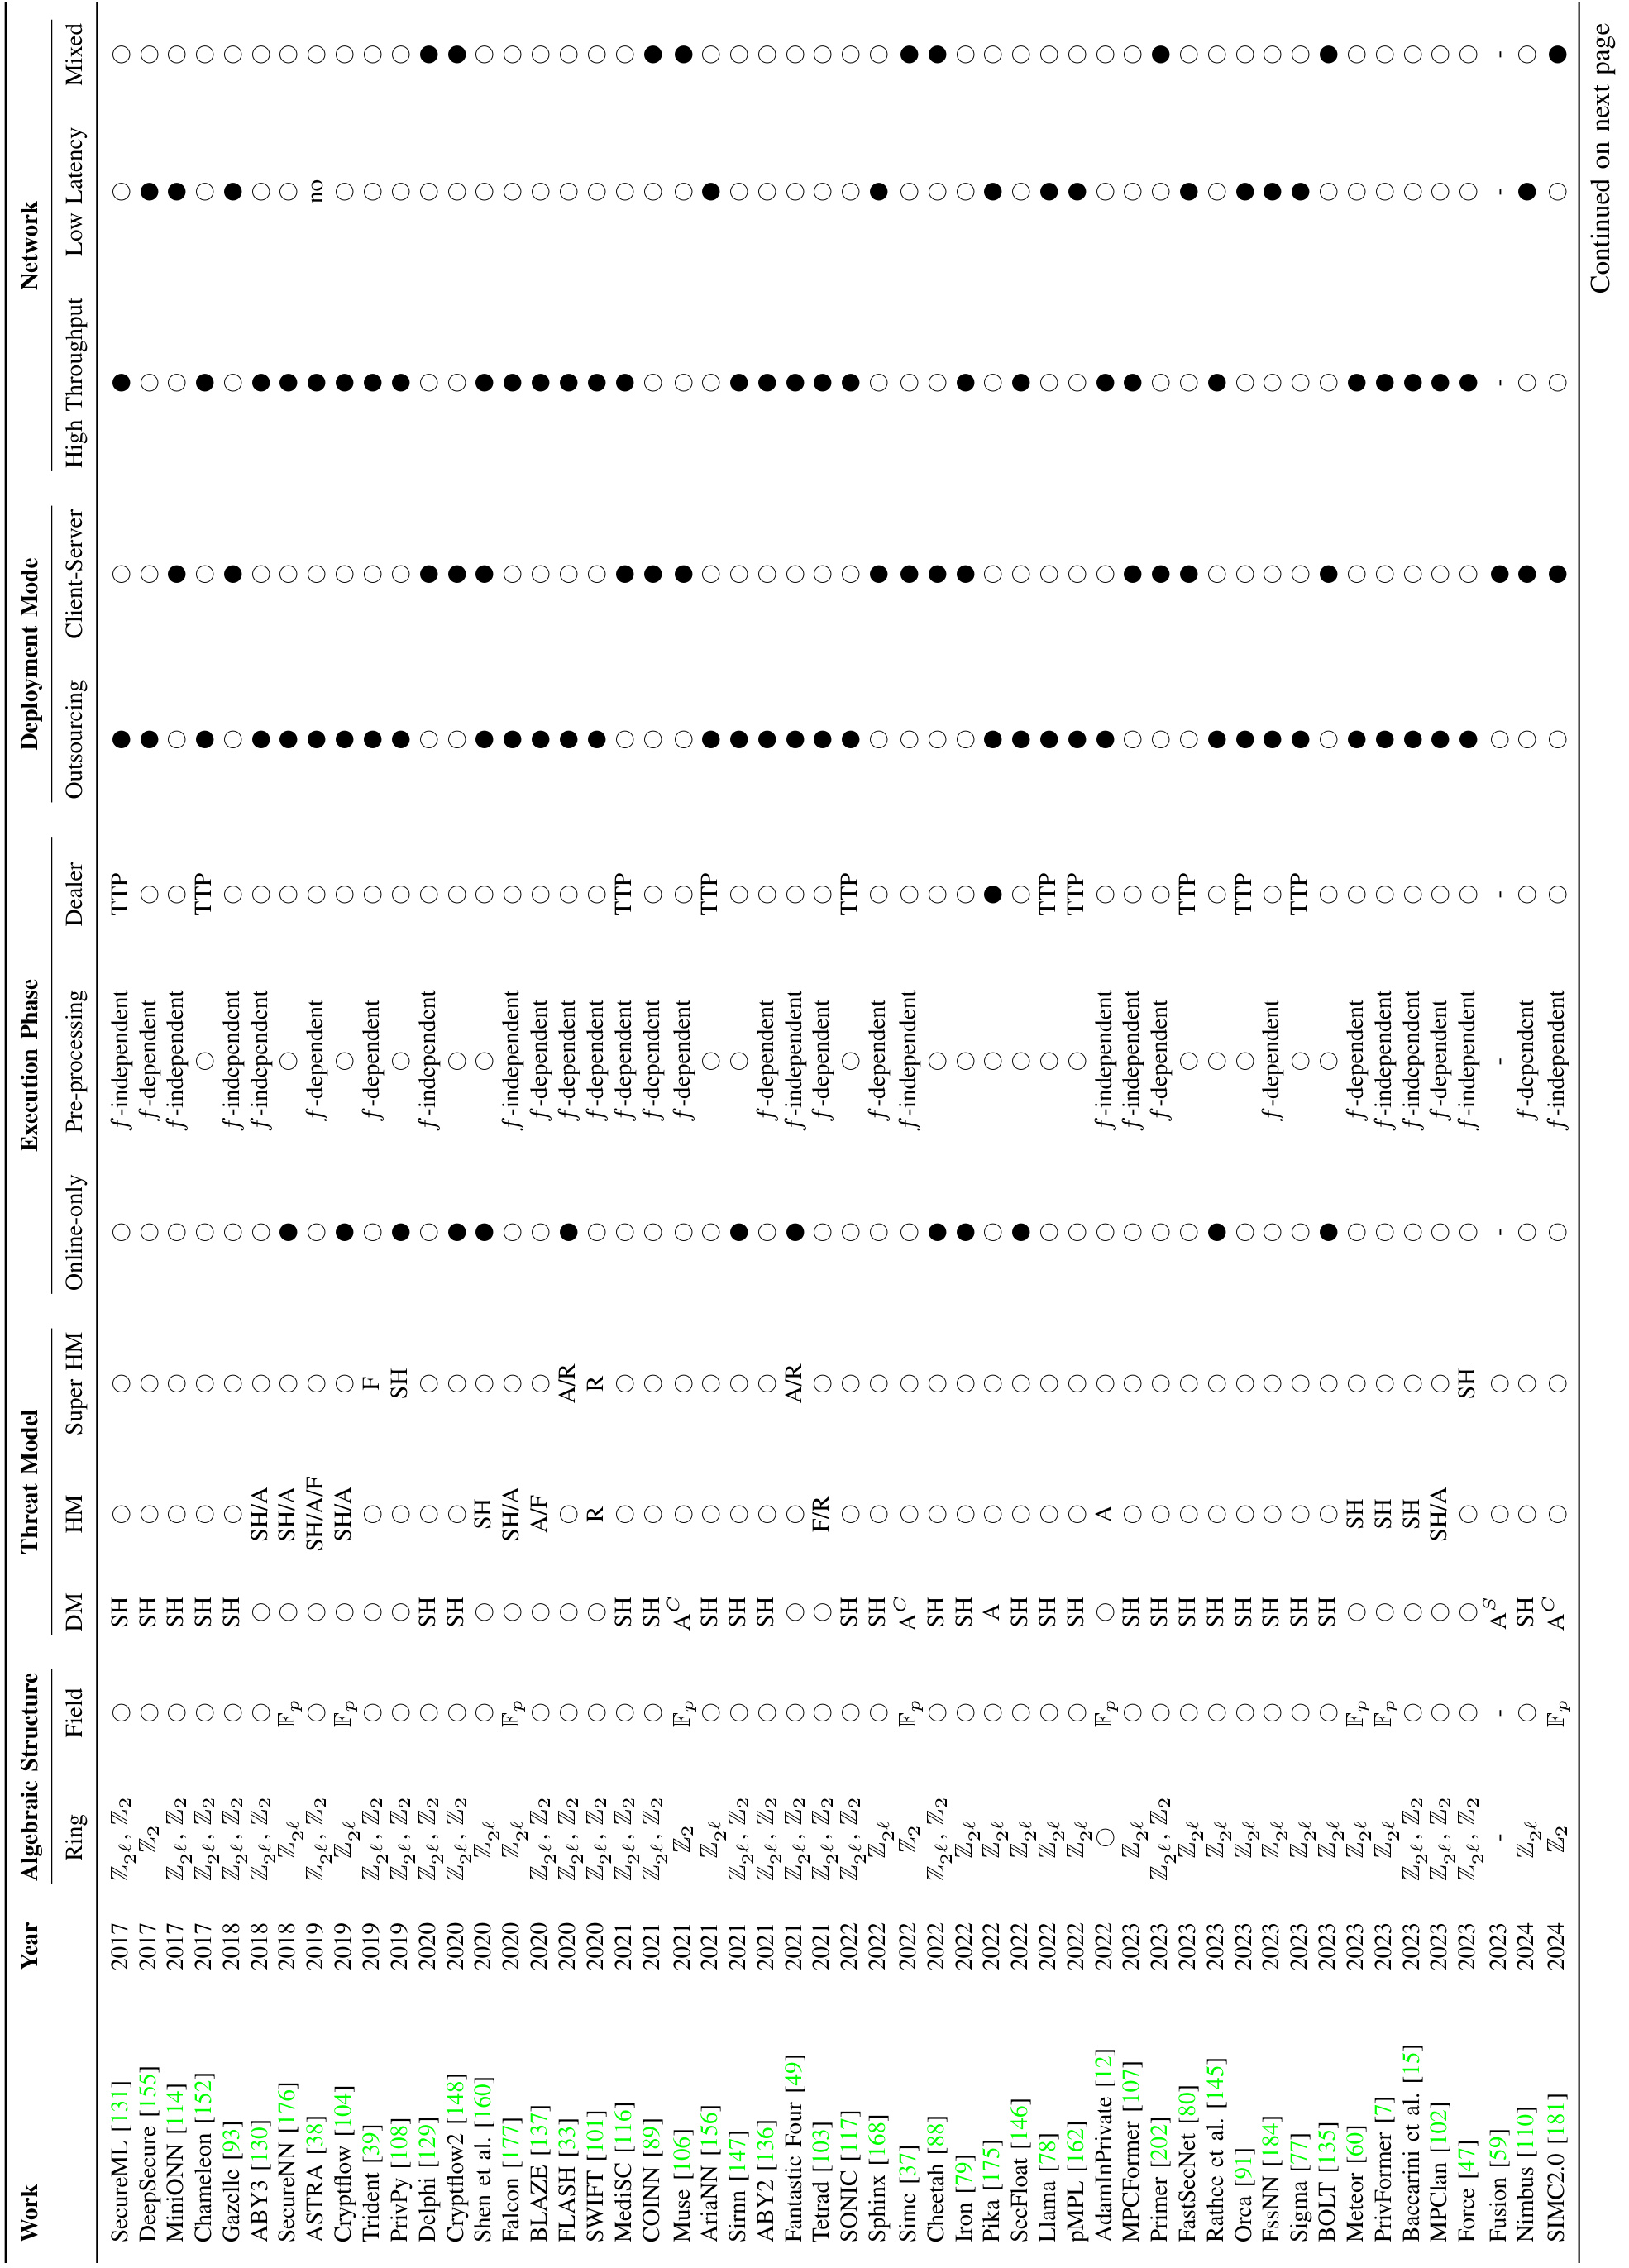 Work Year Algebraic Structure Threat Model Execution Phase Deployment Mode Network
Ring Field DM HM Super HM Online-only Pre-processing Dealer Outsourcing Client-Server High Throughput Low Latency Mixed
SecureML [131] 2017 ℤ₂ℓ, ℤ₂ ○ SH ○ ○ ○ f-independent TTP ● ○ ● ○ ○
DeepSecure [155] 2017 ℤ₂ ○ SH ○ ○ ○ f-dependent ○ ● ○ ○ ● ○
MiniONN [114] 2017 ℤ₂ℓ, ℤ₂ ○ SH ○ ○ ○ f-independent ○ ○ ● ○ ● ○
Chameleon [152] 2017 ℤ₂ℓ, ℤ₂ ○ SH ○ ○ ○ ○ TTP ● ○ ● ○ ○
Gazelle [93] 2018 ℤ₂ℓ, ℤ₂ ○ SH ○ ○ ○ f-independent ○ ○ ● ○ ● ○
ABY3 [130] 2018 ℤ₂ℓ, ℤ₂ ○ ○ SH/A ○ ○ f-independent ○ ● ○ ● ○ ○
SecureNN [176] 2018 ℤ₂ℓ 𝔽p ○ SH/A ○ ● ○ ○ ● ○ ● ○ ○
ASTRA [38] 2019 ℤ₂ℓ, ℤ₂ ○ ○ SH/A/F ○ ○ f-dependent ○ ● ○ ● no ○
Cryptflow [104] 2019 ℤ₂ℓ 𝔽p ○ SH/A ○ ● ○ ○ ● ○ ● ○ ○
Trident [39] 2019 ℤ₂ℓ, ℤ₂ ○ ○ ○ F ○ f-dependent ○ ● ○ ● ○ ○
PrivPy [108] 2019 ℤ₂ℓ, ℤ₂ ○ ○ ○ SH ● ○ ○ ● ○ ● ○ ○
Delphi [129] 2020 ℤ₂ℓ, ℤ₂ ○ SH ○ ○ ○ f-independent ○ ○ ● ○ ○ ●
Cryptflow2 [148] 2020 ℤ₂ℓ, ℤ₂ ○ SH ○ ○ ● ○ ○ ○ ● ○ ○ ●
Shen et al. [160] 2020 ℤ₂ℓ ○ ○ SH ○ ● ○ ○ ● ● ● ○ ○
Falcon [177] 2020 ℤ₂ℓ 𝔽p ○ SH/A ○ ○ f-independent ○ ● ○ ● ○ ○
BLAZE [137] 2020 ℤ₂ℓ, ℤ₂ ○ ○ A/F ○ ○ f-dependent ○ ● ○ ● ○ ○
FLASH [33] 2020 ℤ₂ℓ, ℤ₂ ○ ○ ○ A/R ● f-independent ○ ● ○ ● ○ ○
SWIFT [101] 2020 ℤ₂ℓ, ℤ₂ ○ ○ R R ○ f-independent ○ ● ○ ● ○ ○
MediSC [116] 2021 ℤ₂ℓ, ℤ₂ ○ SH ○ ○ ○ f-independent TTP ○ ● ● ○ ○
COINN [89] 2021 ℤ₂ℓ, ℤ₂ ○ SH ○ ○ ○ f-independent ○ ○ ● ○ ○ ●
Muse [106] 2021 ℤ₂ 𝔽p A^C ○ ○ ○ f-dependent ○ ○ ● ○ ○ ●
AriaNN [156] 2021 ℤ₂ℓ ○ SH ○ ○ ○ ○ TTP ● ○ ○ ● ○
Sirnn [147] 2021 ℤ₂ℓ, ℤ₂ ○ SH ○ ○ ● ○ ○ ● ○ ● ○ ○
ABY2 [136] 2021 ℤ₂ℓ, ℤ₂ ○ SH ○ ○ ○ f-dependent ○ ● ○ ● ○ ○
Fantastic Four [49] 2021 ℤ₂ℓ, ℤ₂ ○ ○ ○ A/R ● f-independent ○ ● ○ ● ○ ○
Tetrad [103] 2021 ℤ₂ℓ, ℤ₂ ○ ○ F/R ○ ○ f-dependent ○ ● ○ ● ○ ○
SONIC [117] 2022 ℤ₂ℓ, ℤ₂ ○ SH ○ ○ ○ ○ TTP ● ○ ● ○ ○
Sphinx [168] 2022 ℤ₂ℓ ○ SH ○ ○ ○ f-dependent ○ ○ ● ○ ● ○
Simc [37] 2022 ℤ₂ 𝔽p A^C ○ ○ ○ f-independent ○ ○ ● ○ ○ ●
Cheetah [88] 2022 ℤ₂ℓ, ℤ₂ ○ SH ○ ○ ● ○ ○ ○ ● ○ ○ ●
Iron [79] 2022 ℤ₂ℓ ○ SH ○ ○ ● ○ ○ ○ ● ● ○ ○
Pika [175] 2022 ℤ₂ℓ ○ A ○ ○ ○ ○ ● ● ○ ○ ● ○
SecFloat [146] 2022 ℤ₂ℓ ○ SH ○ ○ ● ○ ○ ● ○ ● ○ ○
Llama [78] 2022 ℤ₂ℓ ○ SH ○ ○ ○ ○ TTP ● ○ ○ ● ○
pMPL [162] 2022 ℤ₂ℓ ○ SH ○ ○ ○ ○ TTP ● ○ ○ ● ○
AdamInPrivate [12] 2022 ○ 𝔽p ○ A ○ ○ f-independent ○ ● ○ ● ○ ○
MPCFormer [107] 2023 ℤ₂ℓ ○ SH ○ ○ ○ f-independent ○ ○ ● ● ○ ○
Primer [202] 2023 ℤ₂ℓ, ℤ₂ ○ SH ○ ○ ○ f-dependent ○ ○ ● ○ ○ ●
FastSecNet [80] 2023 ℤ₂ℓ ○ SH ○ ○ ○ ○ TTP ○ ● ○ ● ○
Rathee et al. [145] 2023 ℤ₂ℓ ○ SH ○ ○ ● ○ ○ ● ○ ● ○ ○
Orca [91] 2023 ℤ₂ℓ ○ SH ○ ○ ○ ○ TTP ● ○ ○ ● ○
FssNN [184] 2023 ℤ₂ℓ ○ SH ○ ○ ○ f-dependent ○ ● ○ ○ ● ○
Sigma [77] 2023 ℤ₂ℓ ○ SH ○ ○ ○ ○ TTP ● ○ ○ ● ○
BOLT [135] 2023 ℤ₂ℓ ○ SH ○ ○ ● ○ ○ ○ ● ○ ○ ●
Meteor [60] 2023 ℤ₂ℓ 𝔽p ○ SH ○ ○ f-dependent ○ ● ○ ● ○ ○
PrivFormer [7] 2023 ℤ₂ℓ 𝔽p ○ SH ○ ○ f-independent ○ ● ○ ● ○ ○
Baccarini et al. [15] 2023 ℤ₂ℓ, ℤ₂ ○ ○ SH ○ ○ f-independent ○ ● ○ ● ○ ○
MPClan [102] 2023 ℤ₂ℓ, ℤ₂ ○ ○ SH/A ○ ○ f-dependent ○ ● ○ ● ○ ○
Force [47] 2023 ℤ₂ℓ, ℤ₂ ○ ○ ○ SH ○ f-independent ○ ● ○ ● ○ ○
Fusion [59] 2023 - - A^S ○ ○ - - - ○ ● - - -
Nimbus [110] 2024 ℤ₂ℓ ○ SH ○ ○ ○ f-dependent ○ ○ ● ○ ● ○
SIMC2.0 [181] 2024 ℤ₂ 𝔽p A^C ○ ○ ○ f-independent ○ ○ ● ○ ○ ●
Continued on next page